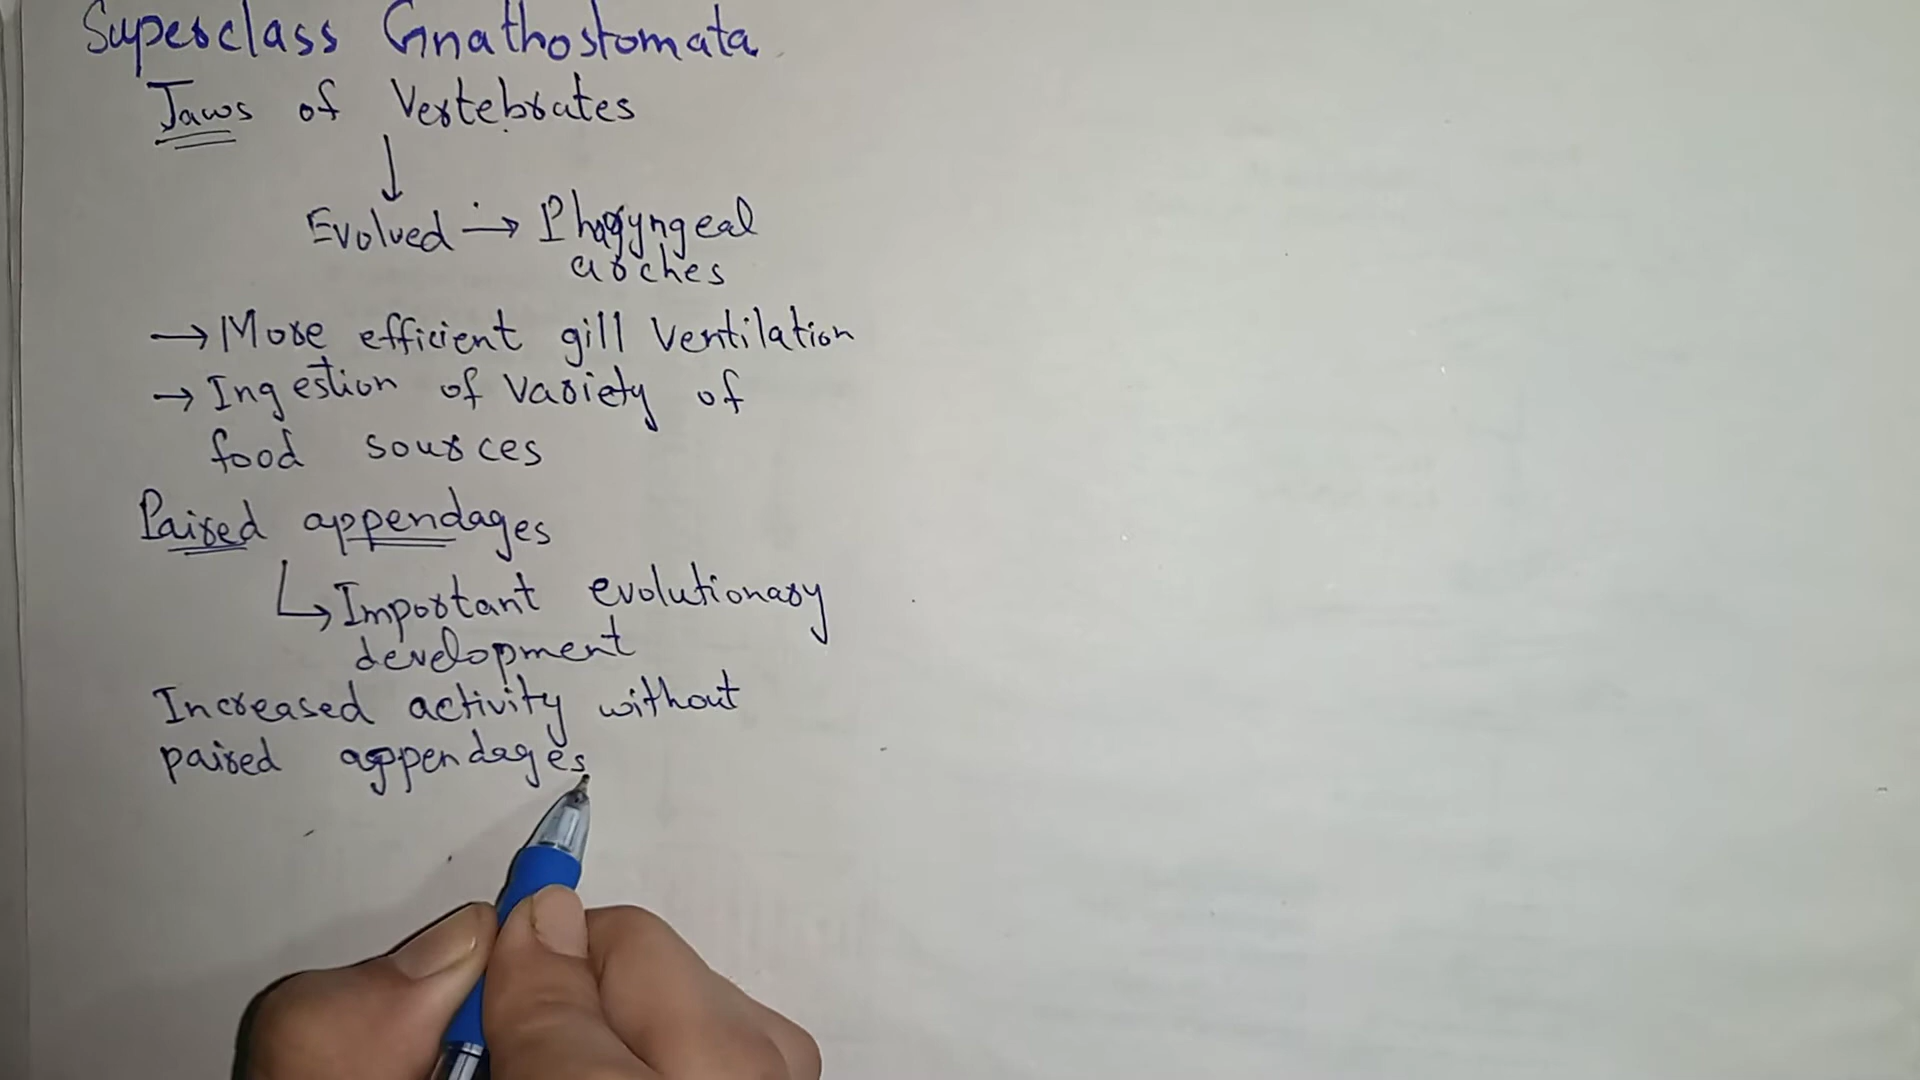 Superclass Gnathostomata
Jaws of Vertebrates
Evolved → Pharyngeal
arches
→ More efficient gill Ventilation
→ Ingestion of variety of
food sources
Paired appendages
Important evolutionary
development
Increased activity without
paired appendages